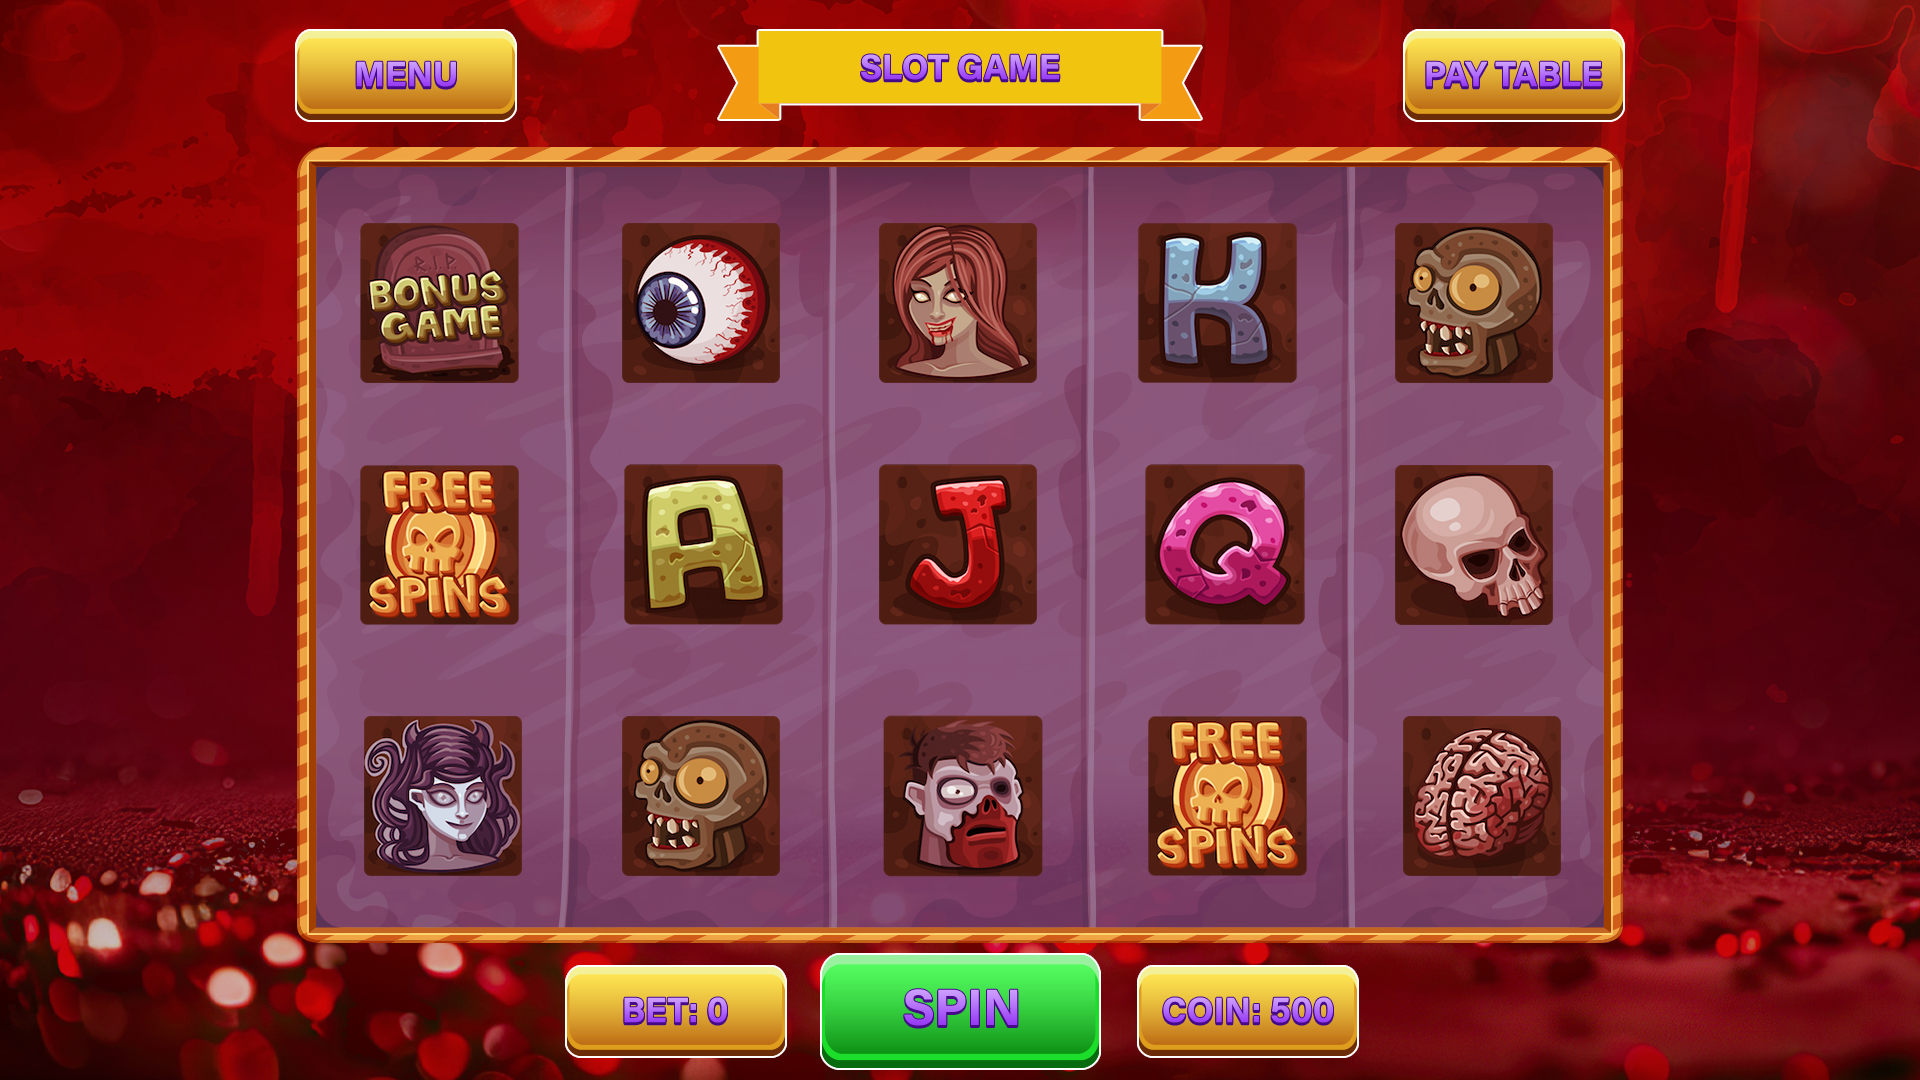 MENU
SLOT GAME
PAY TABLE
R.I.P
BONUS
GAME
K
FREE
SPINS
A
J
Q
FREE
SPINS
BET: 0
SPIN
COIN: 500